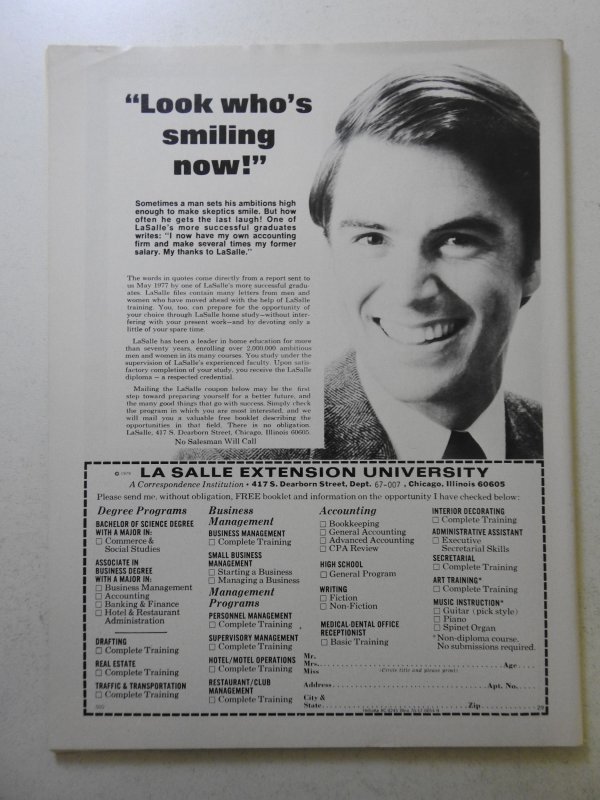 “Look who’s
smiling
now!”
Sometimes a man sets his ambitions high
enough to make skeptics smile. But how
often he gets the last laugh! One of
LaSalle's more successful graduates
writes: "I now have my own accounting
firm and make several times my former
salary. My thanks to LaSalle."
The words in quotes come directly from a report sent to
us May 1977 by one of LaSalle's more successful gradu-
ates. LaSalle files contain many letters from men and
women who have moved ahead with the help of LaSalle
training. You, too, can prepare for the opportunity of
your choice through LaSalle home study—without inter-
fering with your present work—and by devoting only a
little of your spare time.
LaSalle has been a leader in home education for more
than seventy years, enrolling over 2,000,000 ambitious
men and women in its many courses. You study under the
supervision of LaSalle's experienced faculty. Upon satis-
factory completion of your study, you receive the LaSalle
diploma — a respected credential.
Mailing the LaSalle coupon below may be the first
step toward preparing yourself for a better future, and
the many good things that go with success. Simply check
the program in which you are most interested, and we
will mail you a valuable free booklet describing the
opportunities in that field. There is no obligation.
LaSalle, 417 S. Dearborn Street, Chicago, Illinois 60605.
No Salesman Will Call
LA SALLE EXTENSION UNIVERSITY
A Correspondence Institution • 417 S. Dearborn Street, Dept. 67-007 , Chicago, Illinois 60605
Please send me, without obligation, FREE booklet and information on the opportunity I have checked below:
Degree Programs
BACHELOR OF SCIENCE DEGREE
WITH A MAJOR IN:
□ Commerce &
Social Studies
ASSOCIATE IN
BUSINESS DEGREE
WITH A MAJOR IN:
□ Business Management
□ Accounting
□ Banking & Finance
□ Hotel & Restaurant
Administration
DRAFTING
□ Complete Training
REAL ESTATE
□ Complete Training
TRAFFIC & TRANSPORTATION
□ Complete Training
Business
Management
BUSINESS MANAGEMENT
□ Complete Training
SMALL BUSINESS
MANAGEMENT
□ Starting a Business
□ Managing a Business
Management
Programs
PERSONNEL MANAGEMENT
□ Complete Training
SUPERVISORY MANAGEMENT
□ Complete Training
HOTEL/MOTEL OPERATIONS
□ Complete Training
RESTAURANT/CLUB
MANAGEMENT
□ Complete Training
Accounting
□ Bookkeeping
□ General Accounting
□ Advanced Accounting
□ CPA Review
HIGH SCHOOL
□ General Program
WRITING
□ Fiction
□ Non-Fiction
MEDICAL-DENTAL OFFICE
RECEPTIONIST
□ Basic Training
INTERIOR DECORATING
□ Complete Training
ADMINISTRATIVE ASSISTANT
□ Executive
Secretarial Skills
SECRETARIAL
□ Complete Training
ART TRAINING*
□ Complete Training
MUSIC INSTRUCTION*
□ Guitar (pick style)
□ Piano
□ Spinet Organ
*Non-diploma course.
No submissions required.
Mr.
Mrs. Age
Miss (Circle title and please print)
Address Apt. No.
City &
State Zip
29